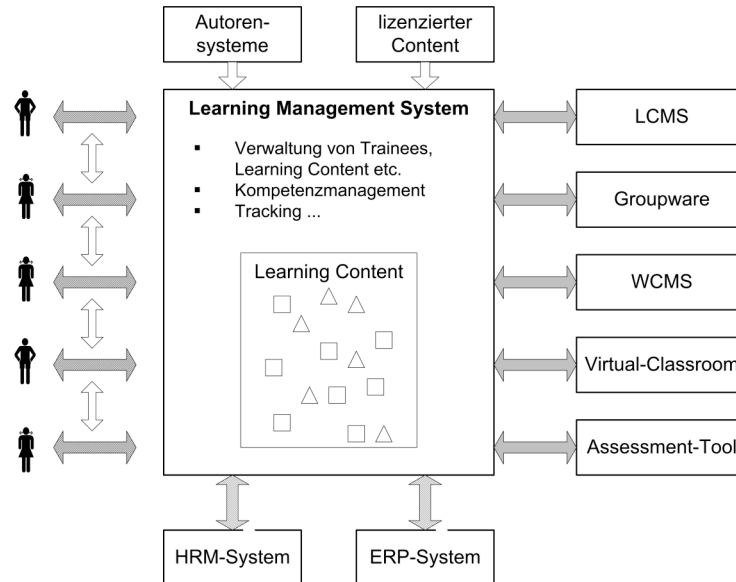 Autoren-
systeme
lizenzierter
Content
Learning Management System
▪ Verwaltung von Trainees,
Learning Content etc.
▪ Kompetenzmanagement
▪ Tracking ...
Learning Content
LCMS
Groupware
WCMS
Virtual-Classroom
Assessment-Tool
HRM-System
ERP-System